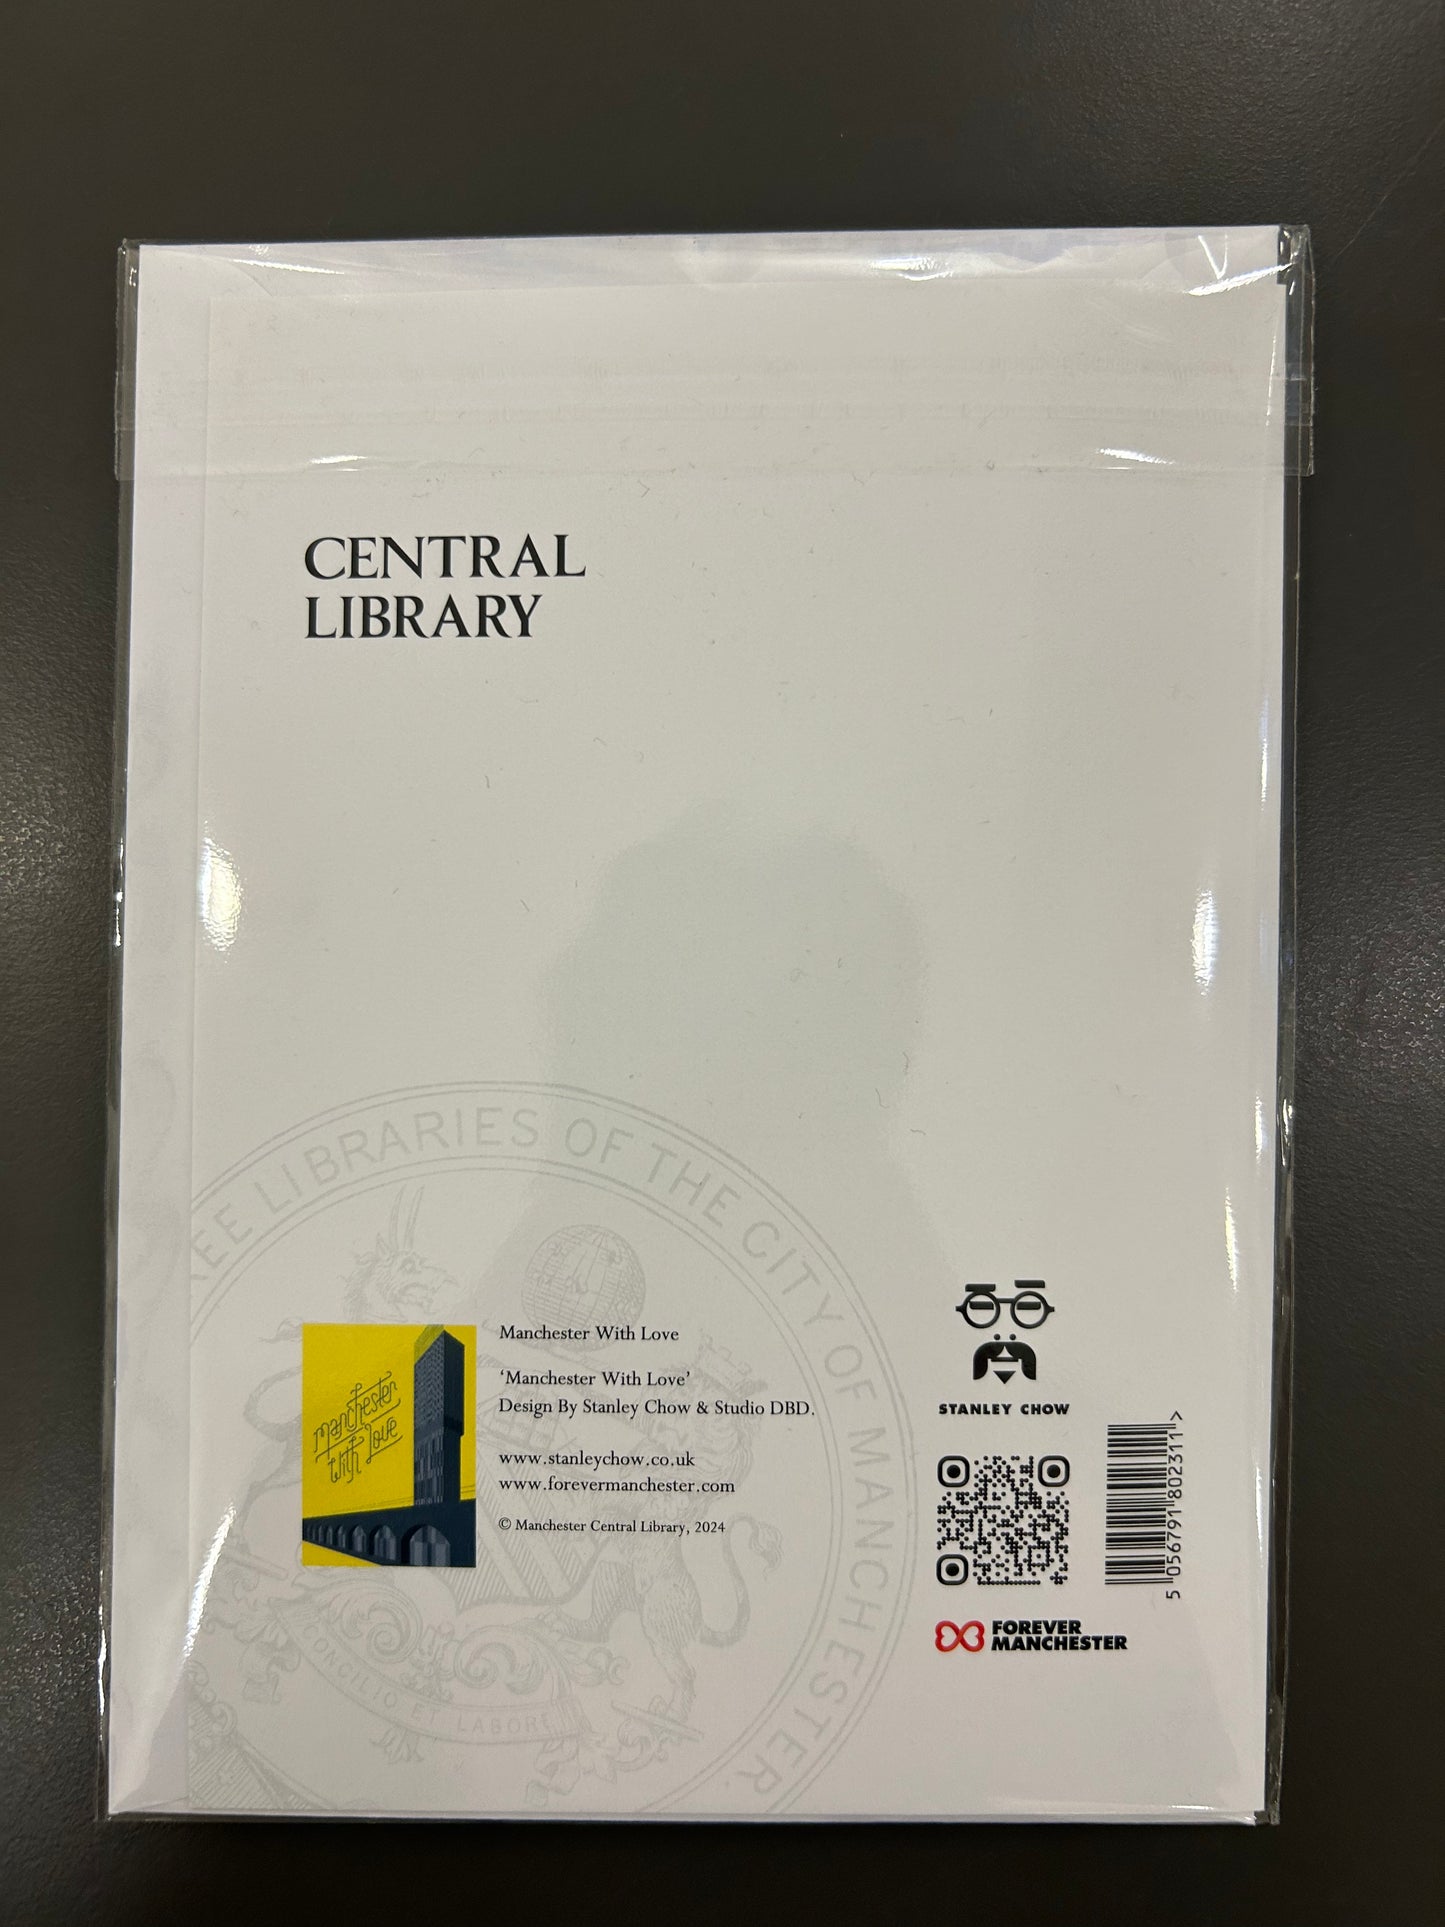 CENTRAL
LIBRARY
EE LIBRARIES OF THE CITY OF MANCHESTER.
manchester
with love
Manchester With Love
‘Manchester With Love’
Design By Stanley Chow & Studio DBD.
www.stanleychow.co.uk
www.forevermanchester.com
© Manchester Central Library, 2024
CILIO ET LABORE
STANLEY CHOW
5 056791 802311 >
FOREVER
MANCHESTER